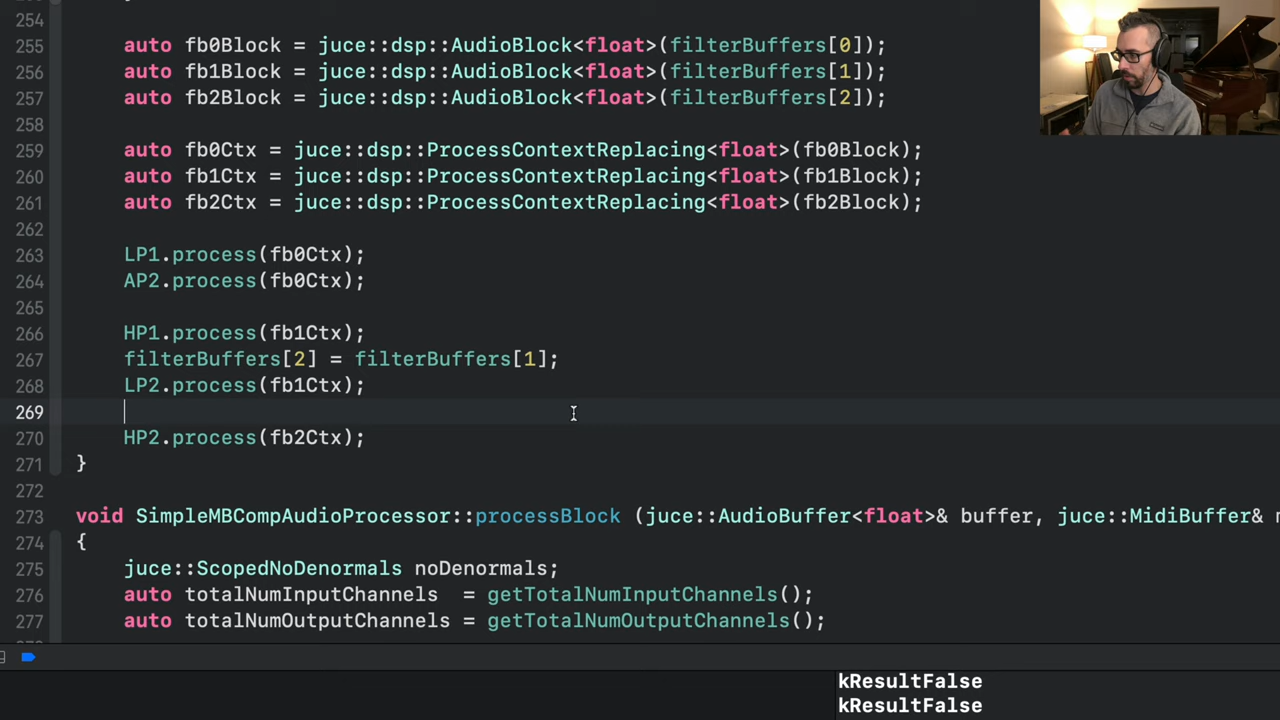 254
255 auto fb0Block = juce::dsp::AudioBlock<float>(filterBuffers[0]);
256 auto fb1Block = juce::dsp::AudioBlock<float>(filterBuffers[1]);
257 auto fb2Block = juce::dsp::AudioBlock<float>(filterBuffers[2]);
258
259 auto fb0Ctx = juce::dsp::ProcessContextReplacing<float>(fb0Block);
260 auto fb1Ctx = juce::dsp::ProcessContextReplacing<float>(fb1Block);
261 auto fb2Ctx = juce::dsp::ProcessContextReplacing<float>(fb2Block);
262
263 LP1.process(fb0Ctx);
264 AP2.process(fb0Ctx);
265
266 HP1.process(fb1Ctx);
267 filterBuffers[2] = filterBuffers[1];
268 LP2.process(fb1Ctx);
269
270 HP2.process(fb2Ctx);
271 }
272
273 void SimpleMBCompAudioProcessor::processBlock (juce::AudioBuffer<float>& buffer, juce::MidiBuffer&
274 {
275 juce::ScopedNoDenormals noDenormals;
276 auto totalNumInputChannels  = getTotalNumInputChannels();
277 auto totalNumOutputChannels = getTotalNumOutputChannels();
kResultFalse
kResultFalse